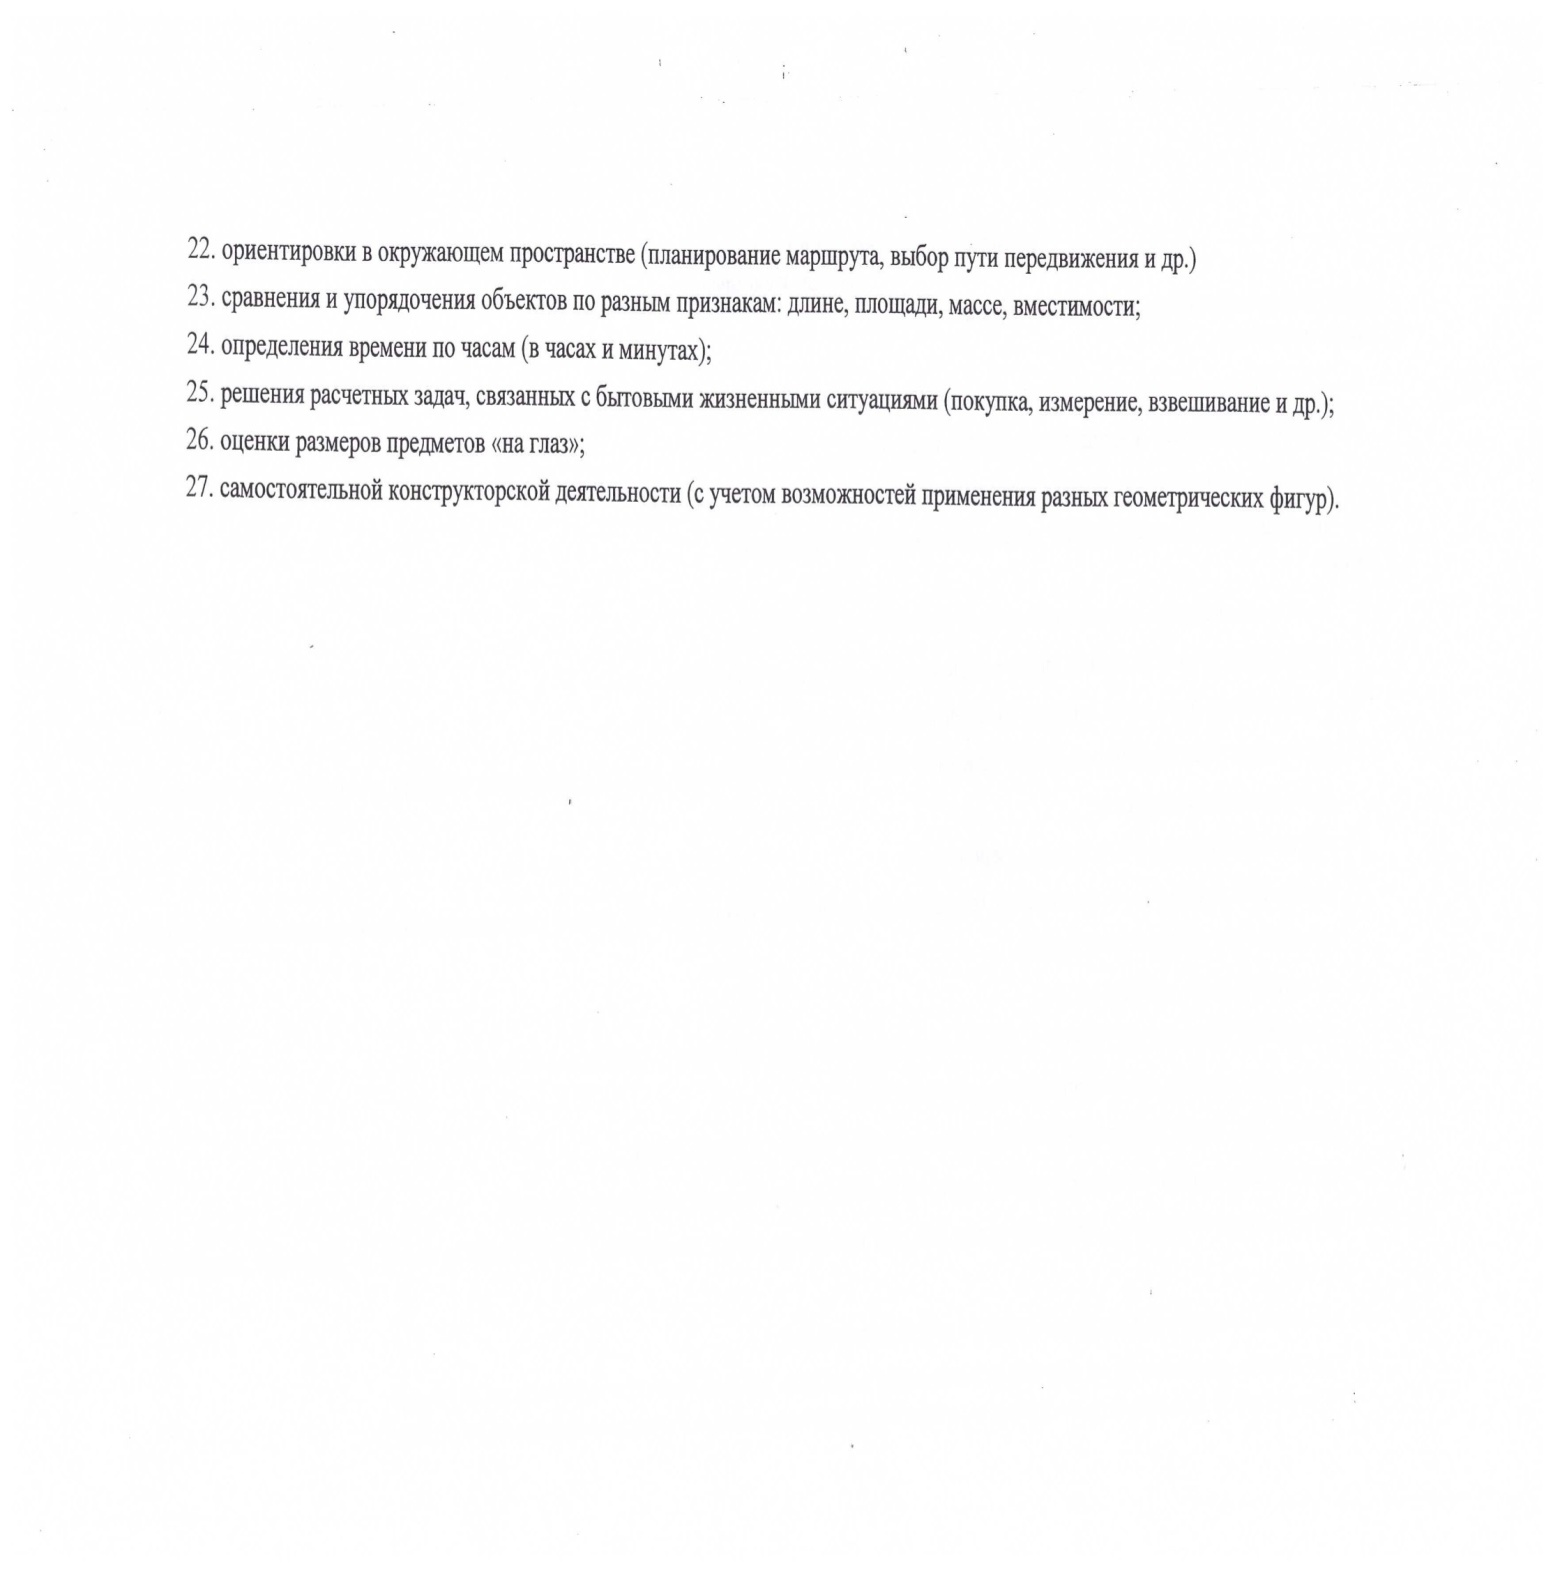 22. ориентировки в окружающем пространстве (планирование маршрута, выбор пути передвижения и др.)
23. сравнения и упорядочения объектов по разным признакам: длине, площади, массе, вместимости;
24. определения времени по часам (в часах и минутах);
25. решения расчетных задач, связанных с бытовыми жизненными ситуациями (покупка, измерение, взвешивание и др.);
26. оценки размеров предметов «на глаз»;
27. самостоятельной конструкторской деятельности (с учетом возможностей применения разных геометрических фигур).